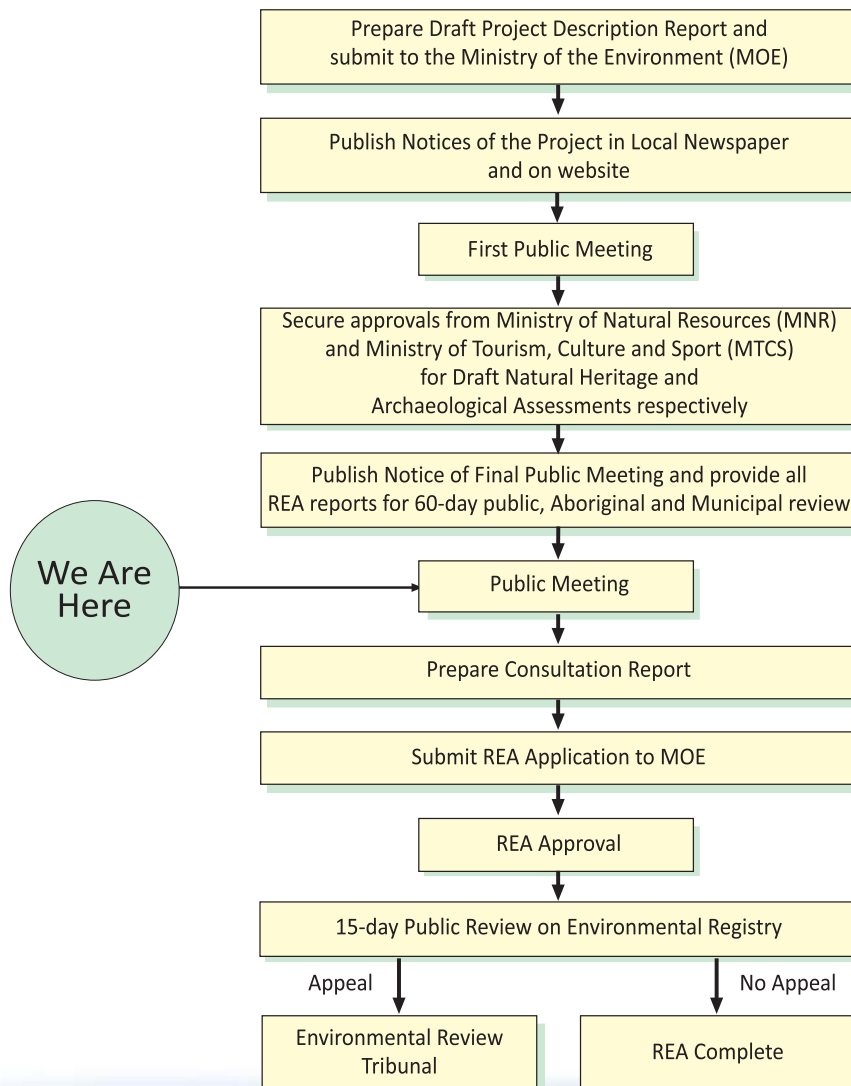 Prepare Draft Project Description Report and
submit to the Ministry of the Environment (MOE)
Publish Notices of the Project in Local Newspaper
and on website
First Public Meeting
Secure approvals from Ministry of Natural Resources (MNR)
and Ministry of Tourism, Culture and Sport (MTCS)
for Draft Natural Heritage and
Archaeological Assessments respectively
Publish Notice of Final Public Meeting and provide all
REA reports for 60-day public, Aboriginal and Municipal review
We Are
Here
Public Meeting
Prepare Consultation Report
Submit REA Application to MOE
REA Approval
15-day Public Review on Environmental Registry
Appeal
No Appeal
Environmental Review
Tribunal
REA Complete